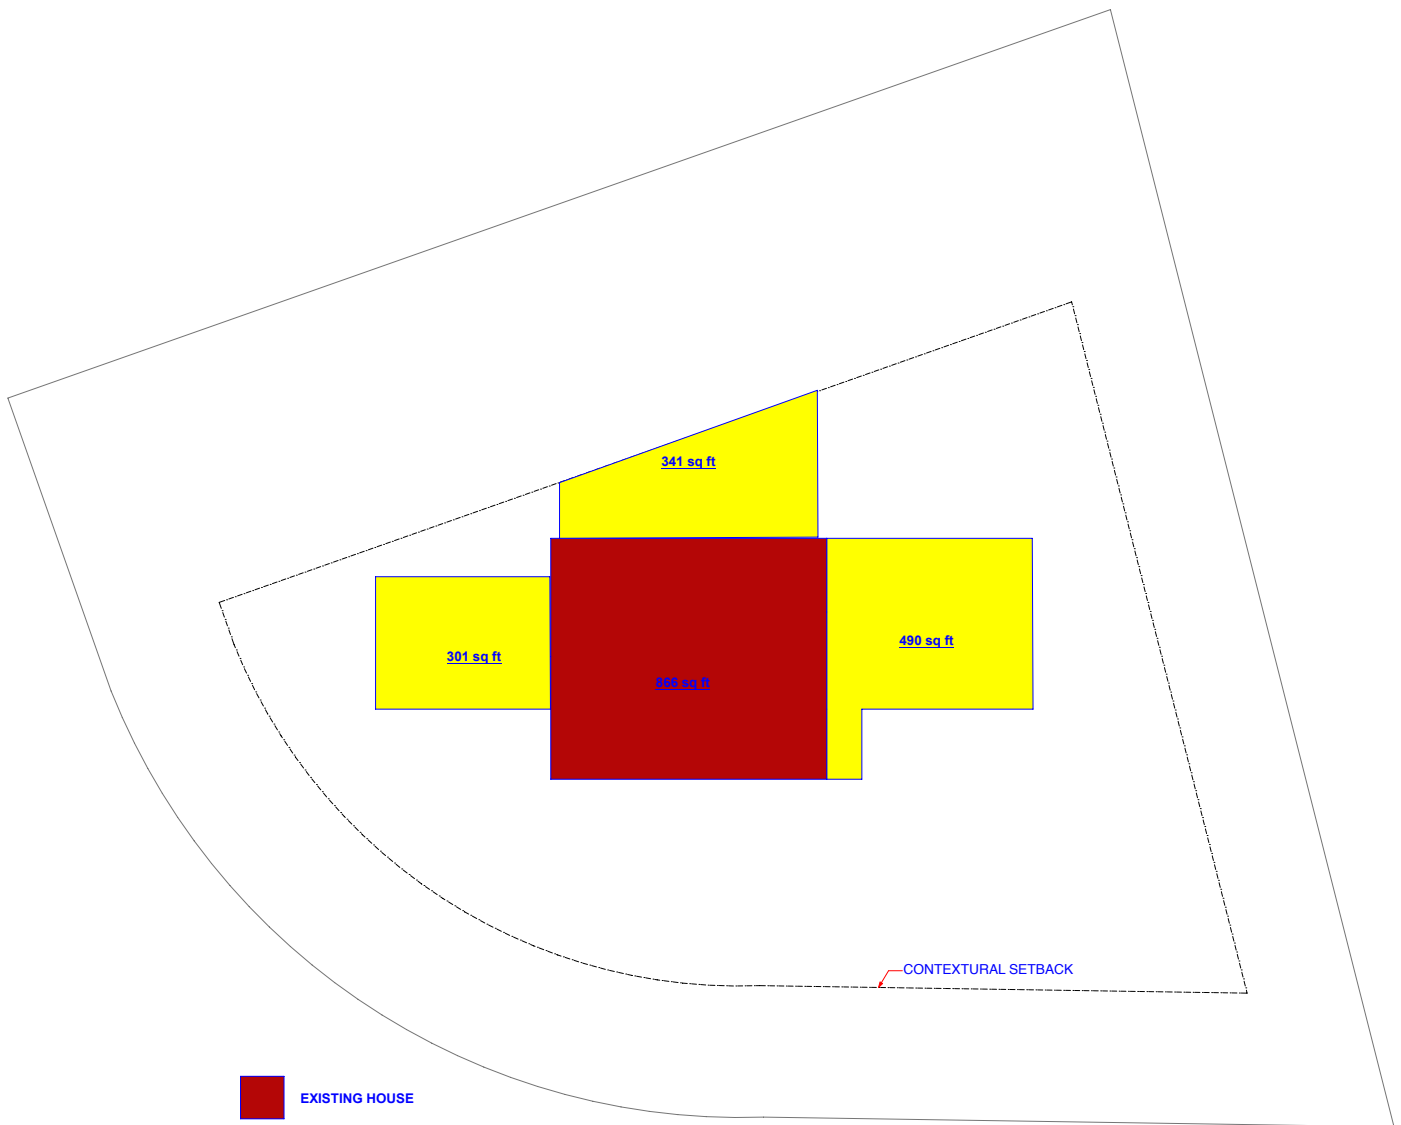 341 sq ft
490 sq ft
301 sq ft
866 sq ft
CONTEXTURAL SETBACK
EXISTING HOUSE